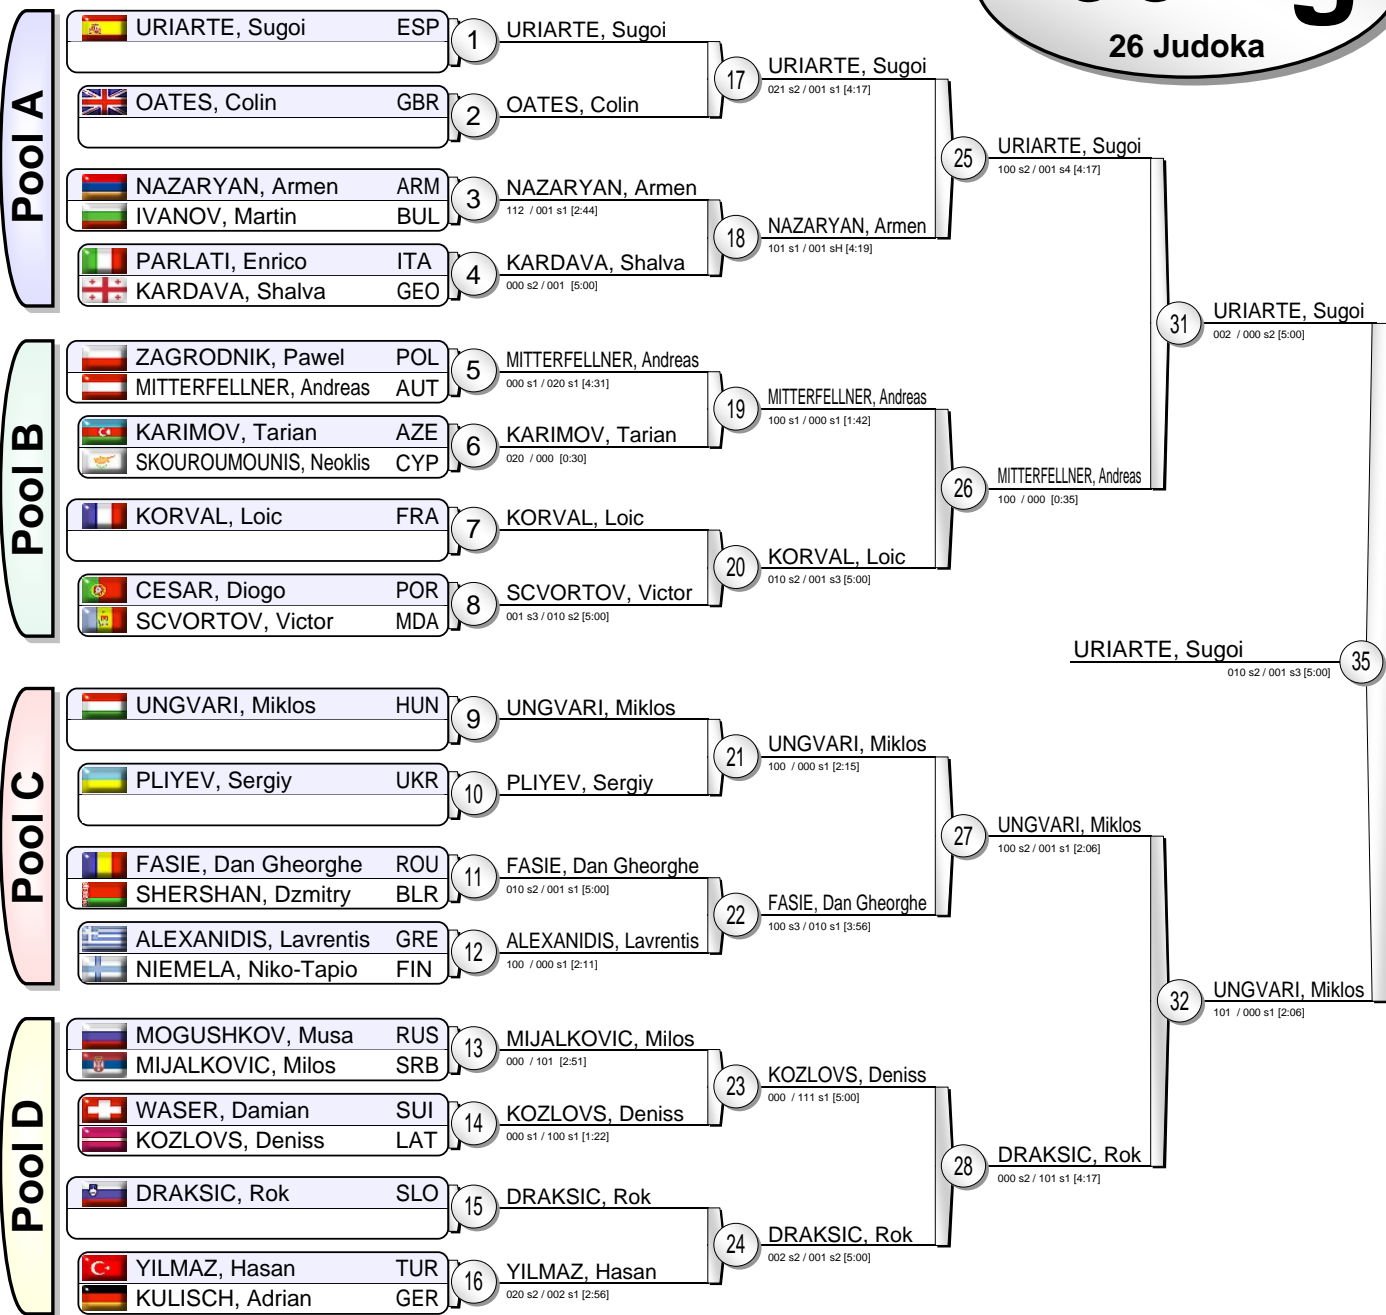 26 Judoka
Pool A
URIARTE, Sugoi ESP
1
URIARTE, Sugoi
OATES, Colin GBR
2
OATES, Colin
17
URIARTE, Sugoi
021 s2 / 001 s1 [4:17]
NAZARYAN, Armen ARM
IVANOV, Martin BUL
3
NAZARYAN, Armen
112 / 001 s1 [2:44]
PARLATI, Enrico ITA
KARDAVA, Shalva GEO
4
KARDAVA, Shalva
000 s2 / 001 [5:00]
18
NAZARYAN, Armen
101 s1 / 001 sH [4:19]
25
URIARTE, Sugoi
100 s2 / 001 s4 [4:17]
Pool B
ZAGRODNIK, Pawel POL
MITTERFELLNER, Andreas AUT
5
MITTERFELLNER, Andreas
000 s1 / 020 s1 [4:31]
KARIMOV, Tarian AZE
SKOUROUMOUNIS, Neoklis CYP
6
KARIMOV, Tarian
020 / 000 [0:30]
19
MITTERFELLNER, Andreas
100 s1 / 000 s1 [1:42]
KORVAL, Loic FRA
7
KORVAL, Loic
CESAR, Diogo POR
SCVORTOV, Victor MDA
8
SCVORTOV, Victor
001 s3 / 010 s2 [5:00]
20
KORVAL, Loic
010 s2 / 001 s3 [5:00]
26
MITTERFELLNER, Andreas
100 / 000 [0:35]
31
URIARTE, Sugoi
002 / 000 s2 [5:00]
URIARTE, Sugoi
010 s2 / 001 s3 [5:00]
35
Pool C
UNGVARI, Miklos HUN
9
UNGVARI, Miklos
PLIYEV, Sergiy UKR
10
PLIYEV, Sergiy
21
UNGVARI, Miklos
100 / 000 s1 [2:15]
FASIE, Dan Gheorghe ROU
SHERSHAN, Dzmitry BLR
11
FASIE, Dan Gheorghe
010 s2 / 001 s1 [5:00]
ALEXANIDIS, Lavrentis GRE
NIEMELA, Niko-Tapio FIN
12
ALEXANIDIS, Lavrentis
100 / 000 s1 [2:11]
22
FASIE, Dan Gheorghe
100 s3 / 010 s1 [3:56]
27
UNGVARI, Miklos
100 s2 / 001 s1 [2:06]
Pool D
MOGUSHKOV, Musa RUS
MIJALKOVIC, Milos SRB
13
MIJALKOVIC, Milos
000 / 101 [2:51]
WASER, Damian SUI
KOZLOVS, Deniss LAT
14
KOZLOVS, Deniss
000 s1 / 100 s1 [1:22]
23
KOZLOVS, Deniss
000 / 111 s1 [5:00]
DRAKSIC, Rok SLO
15
DRAKSIC, Rok
YILMAZ, Hasan TUR
KULISCH, Adrian GER
16
YILMAZ, Hasan
020 s2 / 002 s1 [2:56]
24
DRAKSIC, Rok
002 s2 / 001 s2 [5:00]
28
DRAKSIC, Rok
000 s2 / 101 s1 [4:17]
32
UNGVARI, Miklos
101 / 000 s1 [2:06]